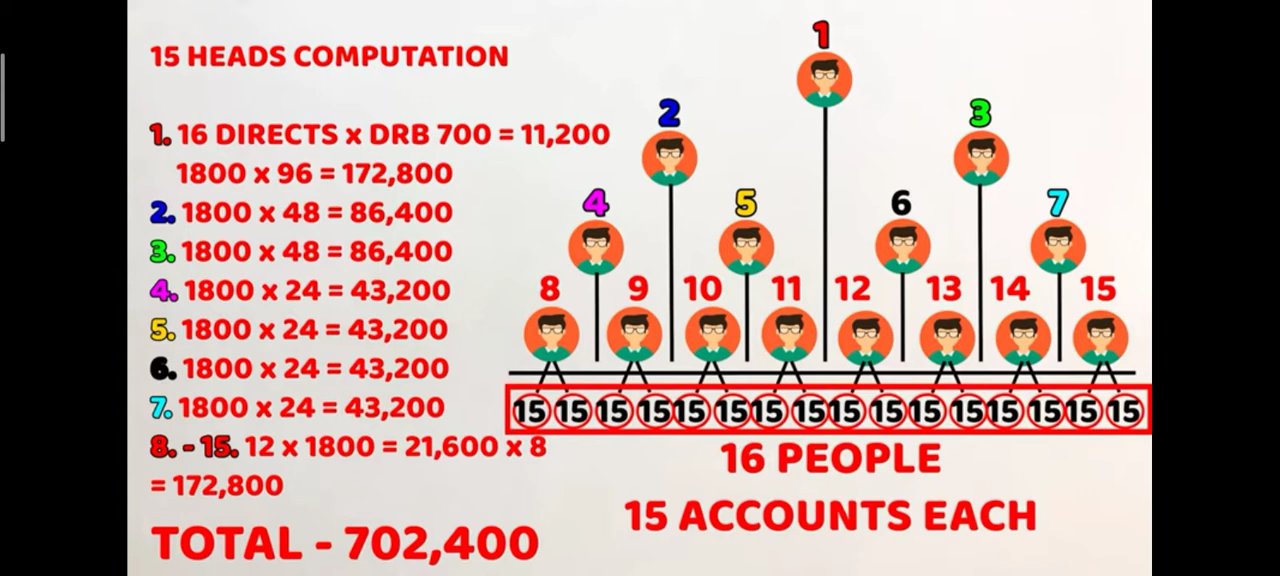 15 HEADS COMPUTATION
1. 16 DIRECTS x DRB 700 = 11,200
1800 x 96 = 172,800
2. 1800 x 48 = 86,400
3. 1800 x 48 = 86,400
4. 1800 x 24 = 43,200
5. 1800 x 24 = 43,200
6. 1800 x 24 = 43,200
7. 1800 x 24 = 43,200
8. - 15. 12 x 1800 = 21,600 x 8
= 172,800
TOTAL - 702,400
1
2 3
4 5 6 7
8 9 10 11 12 13 14 15
15 15 15 15 15 15 15 15 15 15 15 15 15 15 15 15
16 PEOPLE
15 ACCOUNTS EACH